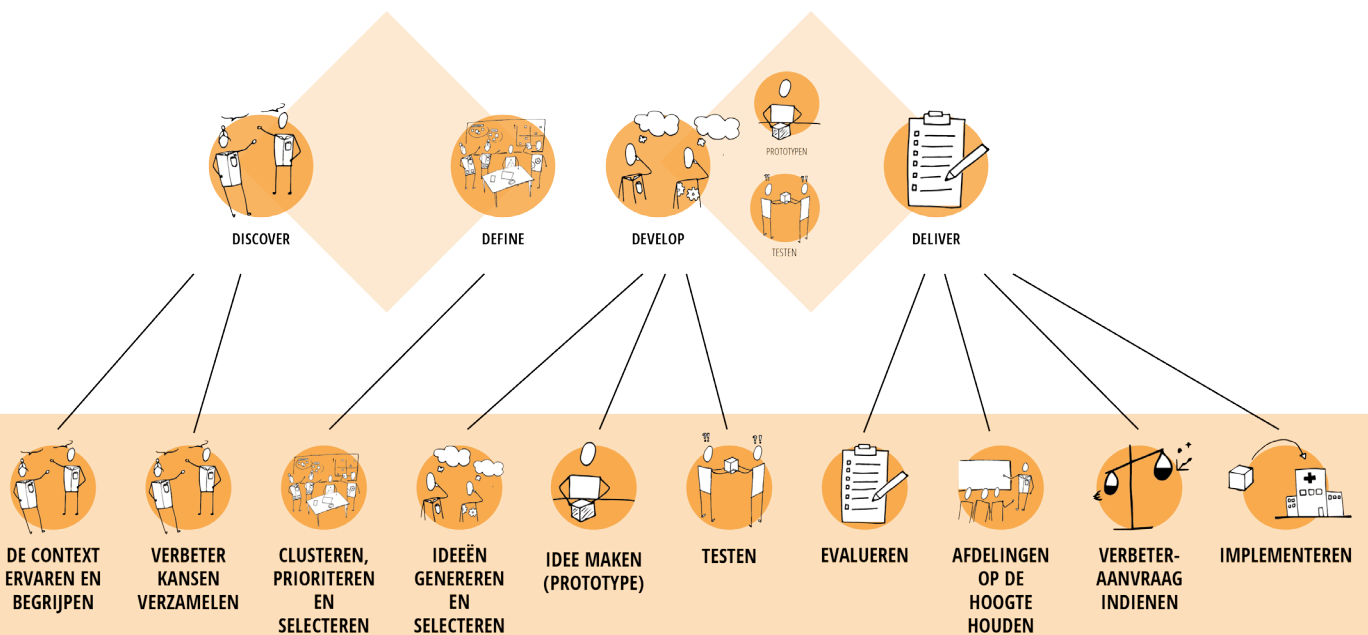 PROTOTYPEN
TESTEN
DISCOVER
DEFINE
DEVELOP
DELIVER
DE CONTEXT
ERVAREN EN
BEGRIJPEN
VERBETER
KANSEN
VERZAMELEN
CLUSTEREN,
PRIORITEREN
EN
SELECTEREN
IDEEËN
GENEREREN
EN
SELECTEREN
IDEE MAKEN
(PROTOTYPE)
TESTEN
EVALUEREN
AFDELINGEN
OP DE
HOOGTE
HOUDEN
VERBETER-
AANVRAAG
INDIENEN
IMPLEMENTEREN